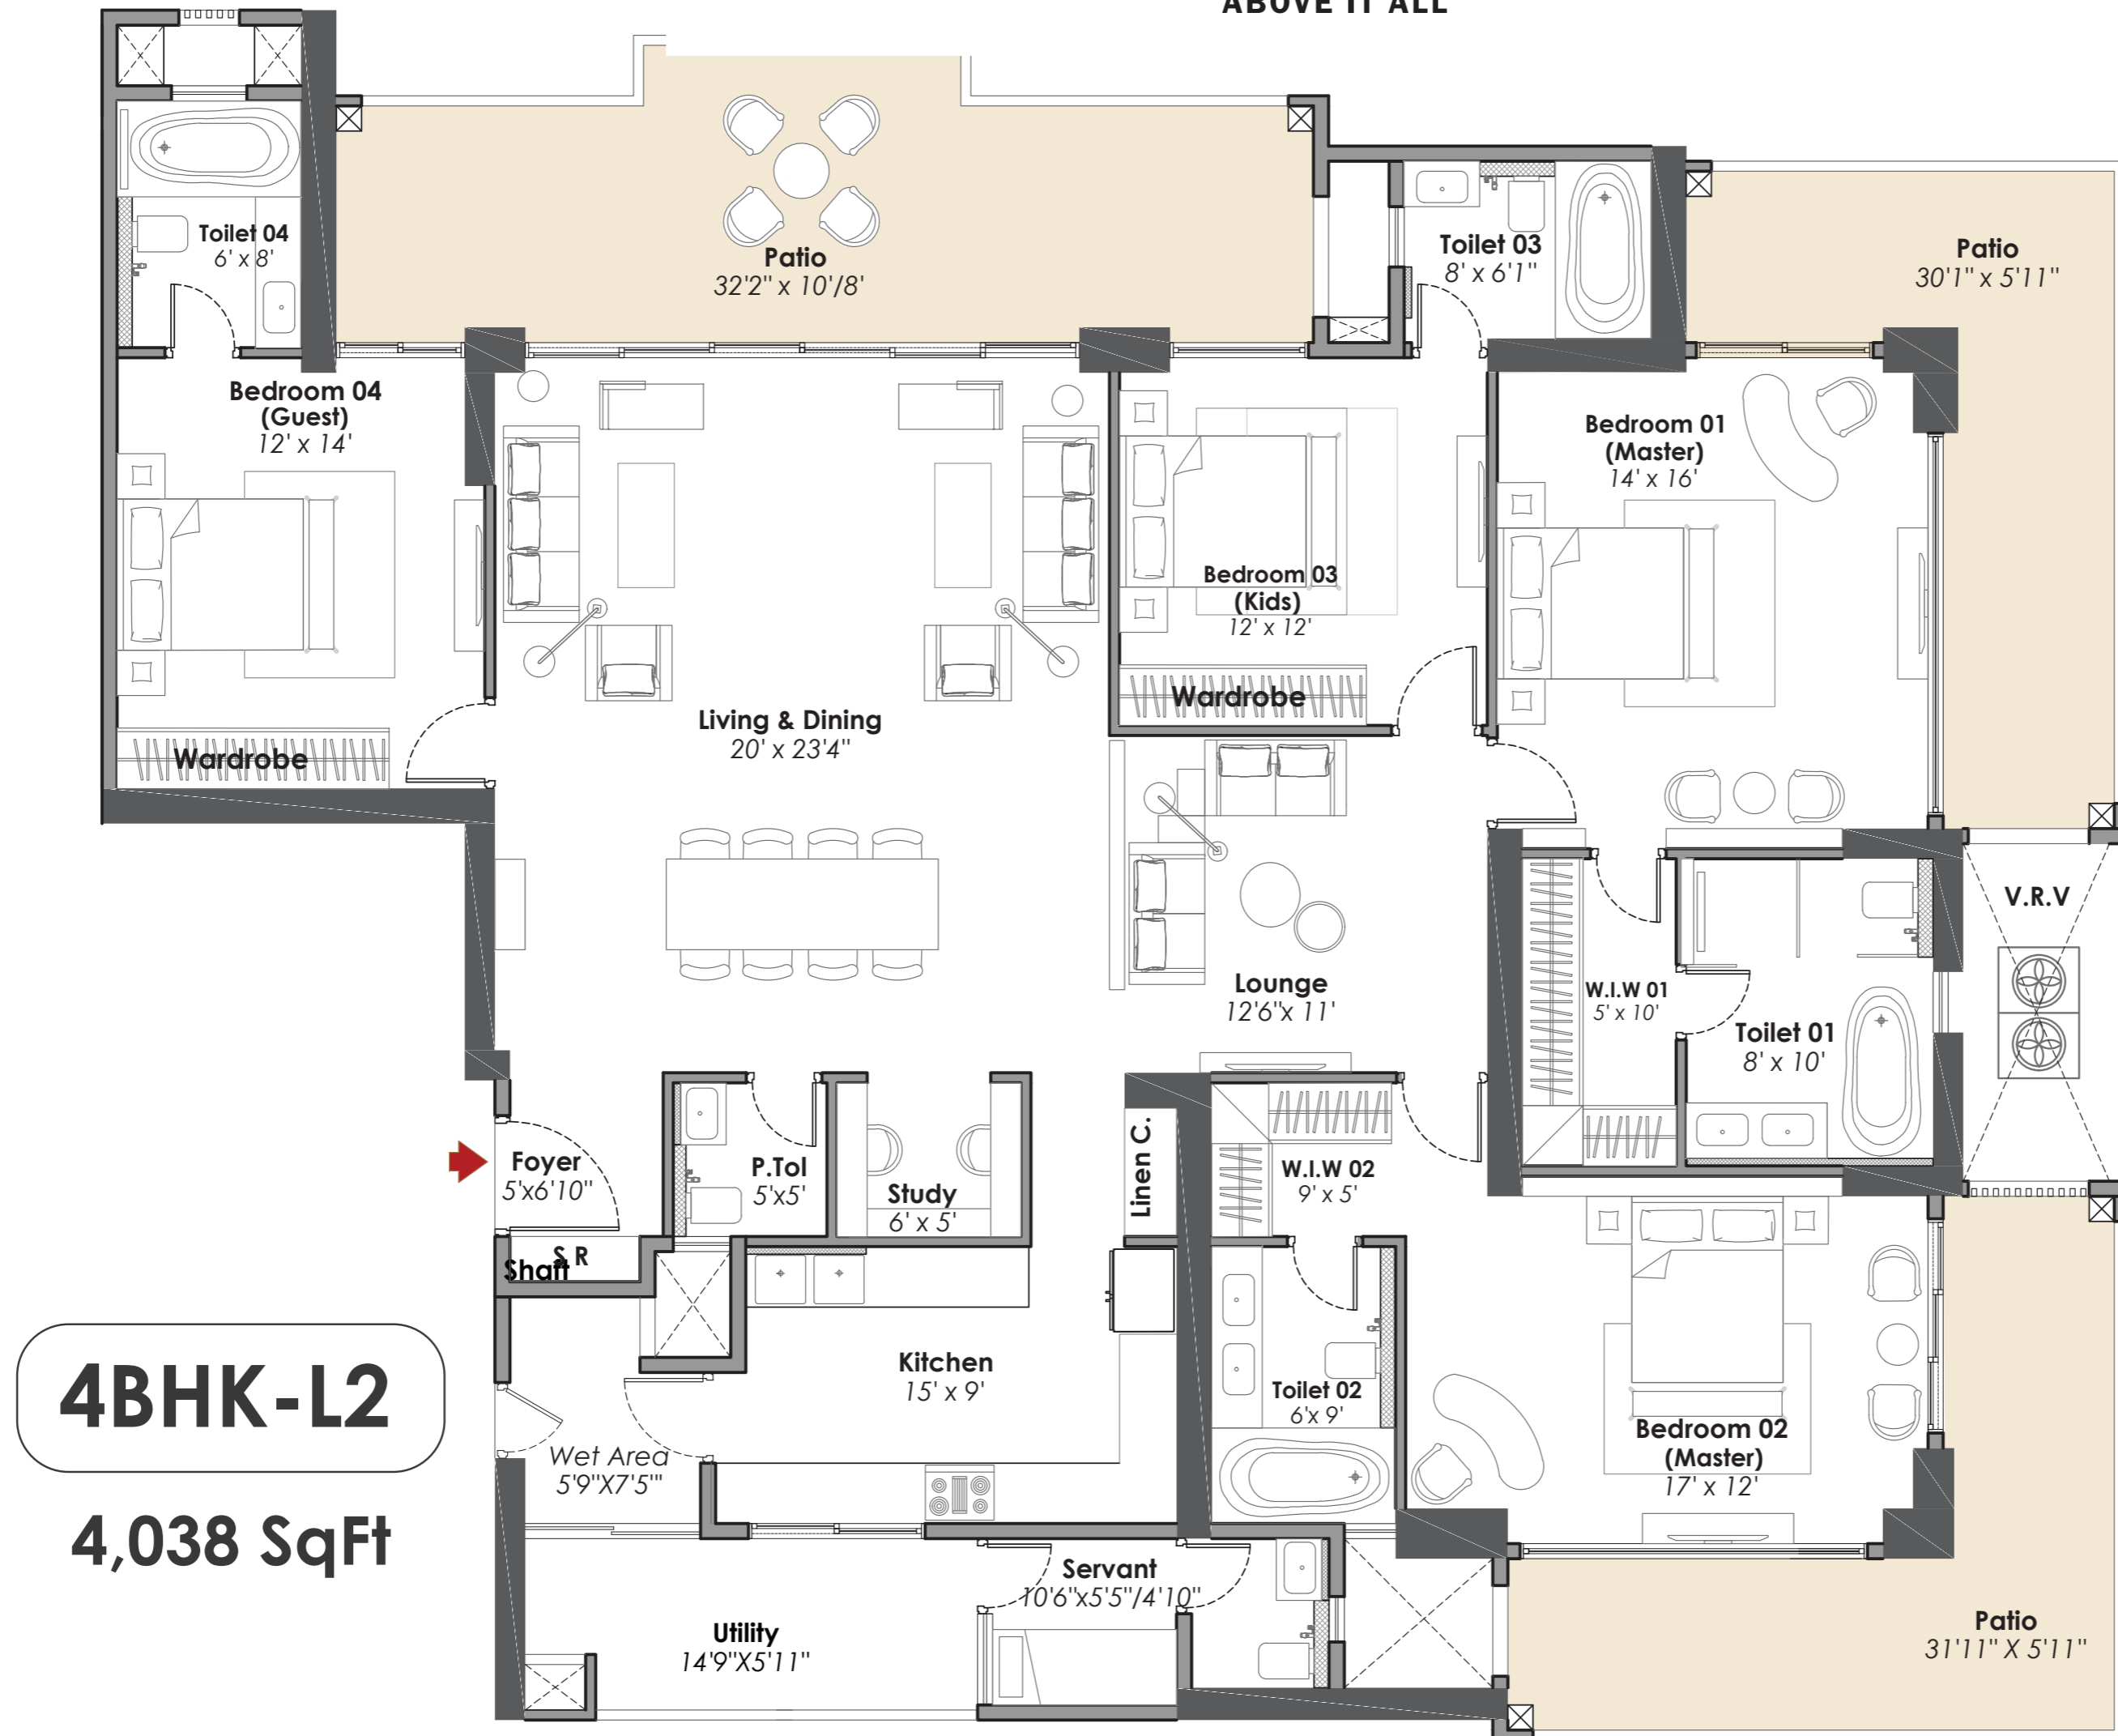 ABOVE IT ALL
Toilet 04
6' x 8'
Patio
32'2" x 10'/8'
Toilet 03
8' x 6'1"
Patio
30'1" x 5'11"
Bedroom 04
(Guest)
12' x 14'
Bedroom 01
(Master)
14' x 16'
Bedroom 03
(Kids)
12' x 12'
Wardrobe
Living & Dining
20' x 23'4"
Wardrobe
V.R.V
Lounge
12'6"x 11'
W.I.W 01
5' x 10'
Toilet 01
8' x 10'
Foyer
5'x6'10"
P.Tol
5'x5'
Study
6' x 5'
Linen C.
W.I.W 02
9' x 5'
S R
Shaft
Kitchen
15' x 9'
Toilet 02
6'x 9'
4BHK-L2
Wet Area
5'9"X7'5'"
Bedroom 02
(Master)
17' x 12'
4,038 SqFt
Servant
10'6"x5'5"/4'10"
Utility
14'9"X5'11"
Patio
31'11" X 5'11"